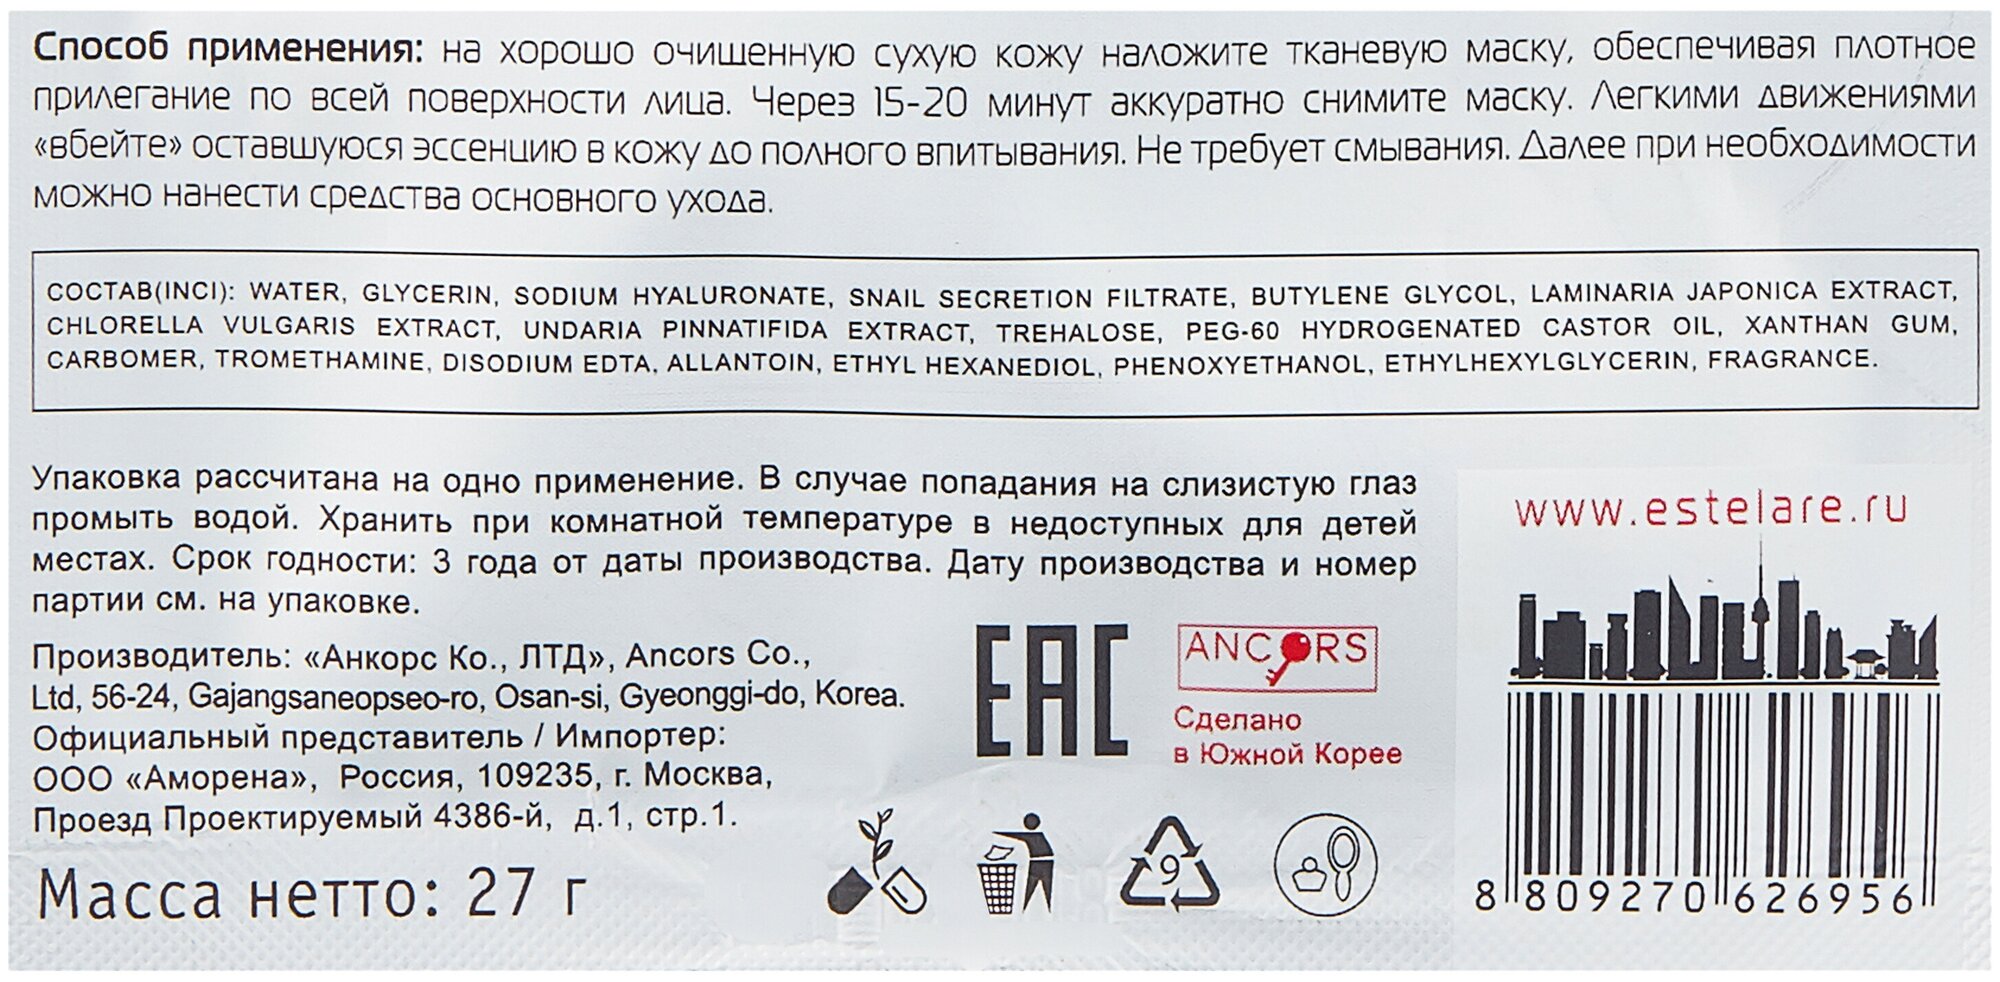 Способ применения: на хорошо очищенную сухую кожу наложите тканевую маску, обеспечивая плотное
прилегание по всей поверхности лица. Через 15-20 минут аккуратно снимите маску. Легкими движениями
«вбейте» оставшуюся эссенцию в кожу до полного впитывания. Не требует смывания. Далее при необходимости
можно нанести средства основного ухода.
СОСТАВ(INCI): WATER, GLYCERIN, SODIUM HYALURONATE, SNAIL SECRETION FILTRATE, BUTYLENE GLYCOL, LAMINARIA JAPONICA EXTRACT,
CHLORELLA VULGARIS EXTRACT, UNDARIA PINNATIFIDA EXTRACT, TREHALOSE, PEG-60 HYDROGENATED CASTOR OIL, XANTHAN GUM,
CARBOMER, TROMETHAMINE, DISODIUM EDTA, ALLANTOIN, ETHYL HEXANEDIOL, PHENOXYETHANOL, ETHYLHEXYLGLYCERIN, FRAGRANCE.
Упаковка рассчитана на одно применение. В случае попадания на слизистую глаз
промыть водой. Хранить при комнатной температуре в недоступных для детей
местах. Срок годности: 3 года от даты производства. Дату производства и номер
партии см. на упаковке.
Производитель: «Анкорс Ко., ЛТД», Ancors Co.,
Ltd, 56-24, Gajangsaneopseo-ro, Osan-si, Gyeonggi-do, Korea.
Официальный представитель / Импортер:
ООО «Аморена», Россия, 109235, г. Москва,
Проезд Проектируемый 4386-й, д.1, стр.1.
Масса нетто: 27 г
EAC
ANCORS
Сделано
в Южной Корее
9
www.estelare.ru
8 809270 626956